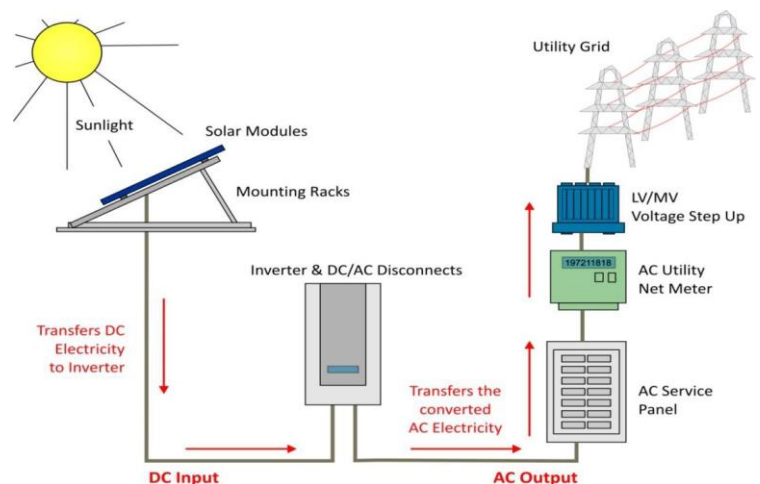 Utility Grid
Sunlight
Solar Modules
Mounting Racks
LV/MV
Voltage Step Up
Inverter & DC/AC Disconnects
197211818
AC Utility
Net Meter
Transfers DC
Electricity
to Inverter
Transfers the
converted
AC Electricity
AC Service
Panel
DC Input
AC Output